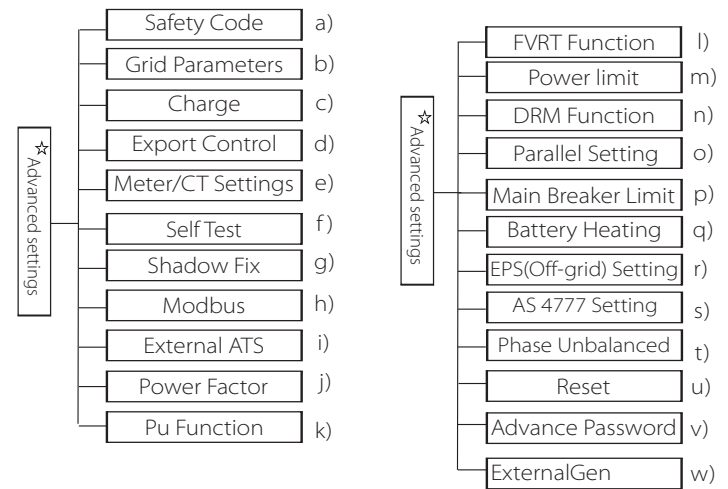 ☆Advanced settings
Safety Code a)
Grid Parameters b)
Charge c)
Export Control d)
Meter/CT Settings e)
Self Test f)
Shadow Fix g)
Modbus h)
External ATS i)
Power Factor j)
Pu Function k)
☆Advanced settings
FVRT Function l)
Power limit m)
DRM Function n)
Parallel Setting o)
Main Breaker Limit p)
Battery Heating q)
EPS(Off-grid) Setting r)
AS 4777 Setting s)
Phase Unbalanced t)
Reset u)
Advance Password v)
ExternalGen w)